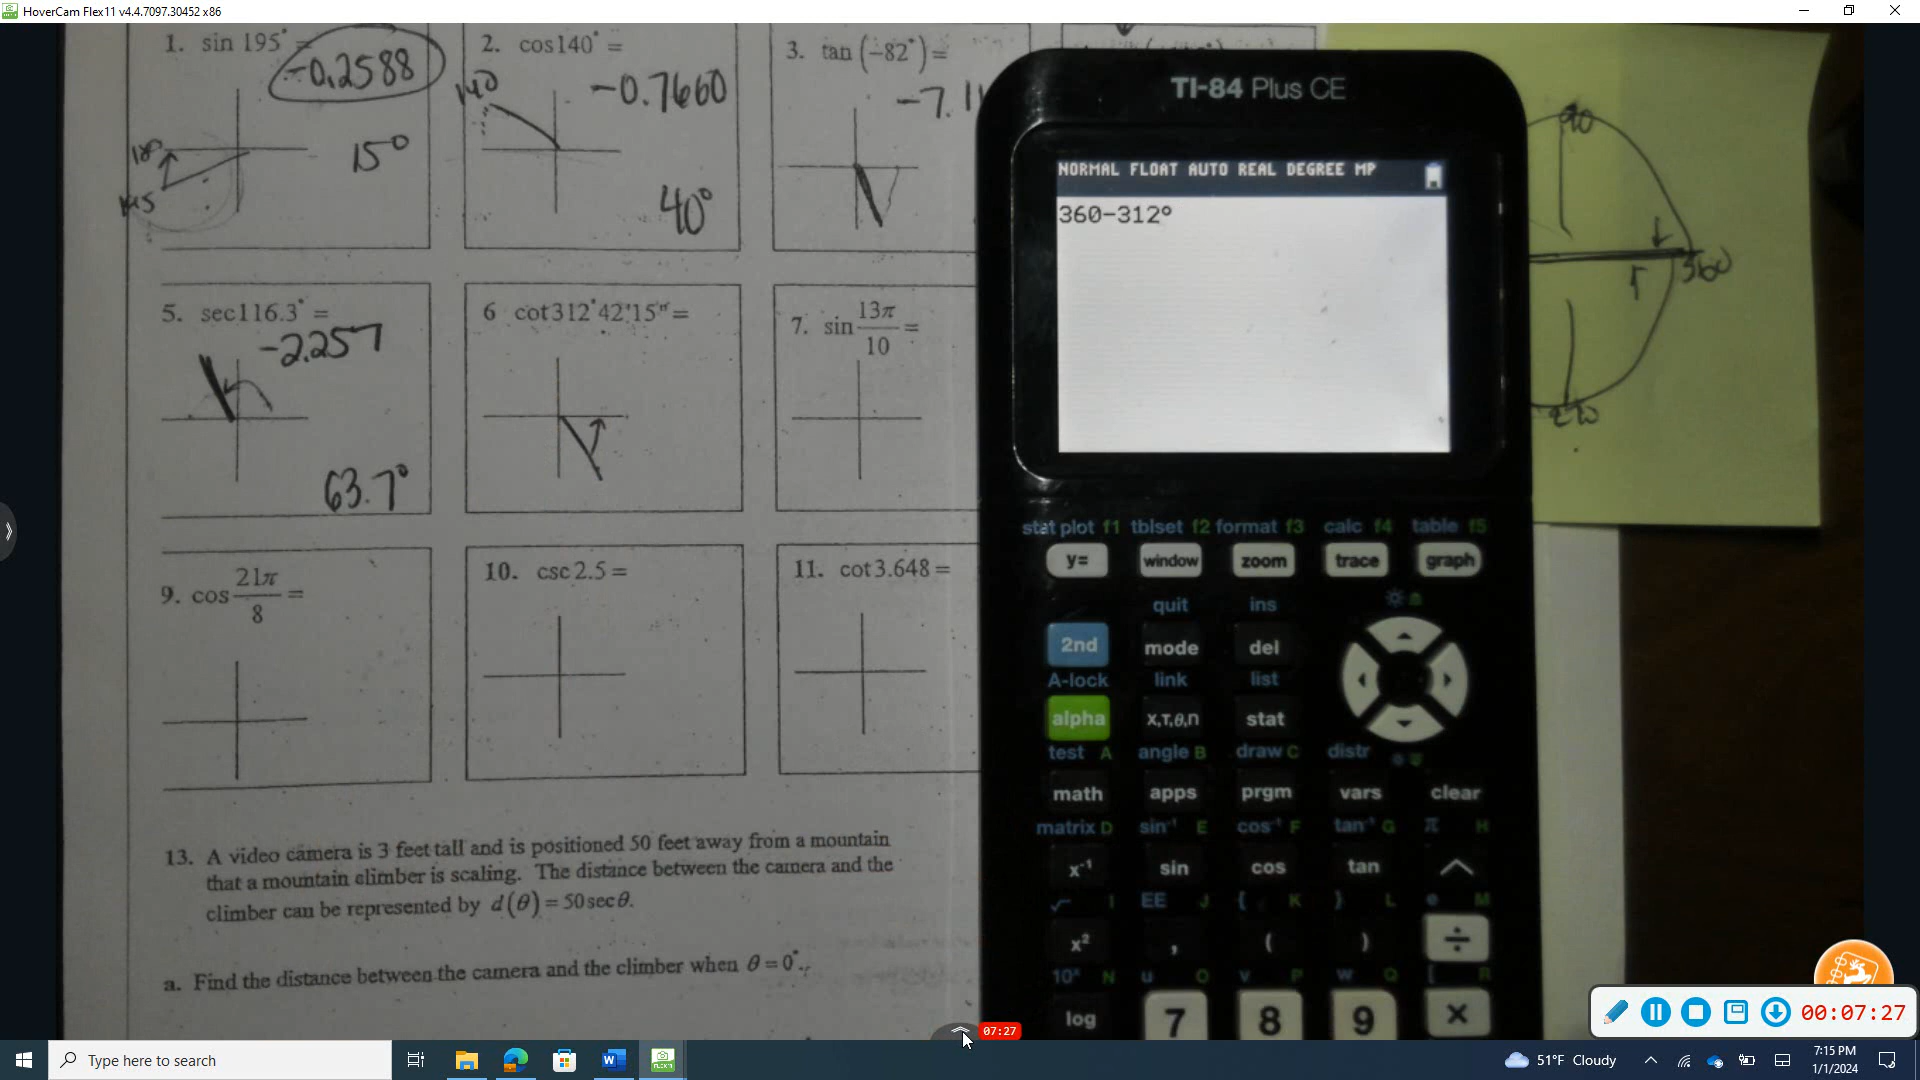 HoverCam Flex11 v4.4.7097.30452 x86
1. sin 195° =
-0.2588
180
195
15°
2. cos140° =
140
-0.7660
40°
3. tan (-82°) =
-7.11
5. sec116.3° =
-2.257
63.7°
6 cot312°42'15" =
7. sin 13π/10 =
9. cos 21π/8 =
10. csc 2.5 =
11. cot 3.648 =
13. A video camera is 3 feet tall and is positioned 50 feet away from a mountain
that a mountain climber is scaling. The distance between the camera and the
climber can be represented by d(θ) = 50secθ.
a. Find the distance between the camera and the climber when θ = 0°.
TI-84 Plus CE
NORMAL FLOAT AUTO REAL DEGREE MP
360-312°
90
360
270
stat plot f1 tblset f2 format f3 calc f4 table f5
y= window zoom trace graph
quit ins
2nd mode del
A-lock link list
alpha X,T,θ,n stat
test A angle B draw C distr
math apps prgm vars clear
matrix D sin⁻¹ E cos⁻¹ F tan⁻¹ G π H
x⁻¹ sin cos tan ^
√ I EE J { K } L e M
x² , ( ) ÷
10ˣ N u O v P w Q [ R
log 7 8 9 ×
07:27
00:07:27
Type here to search
51°F Cloudy
7:15 PM
1/1/2024